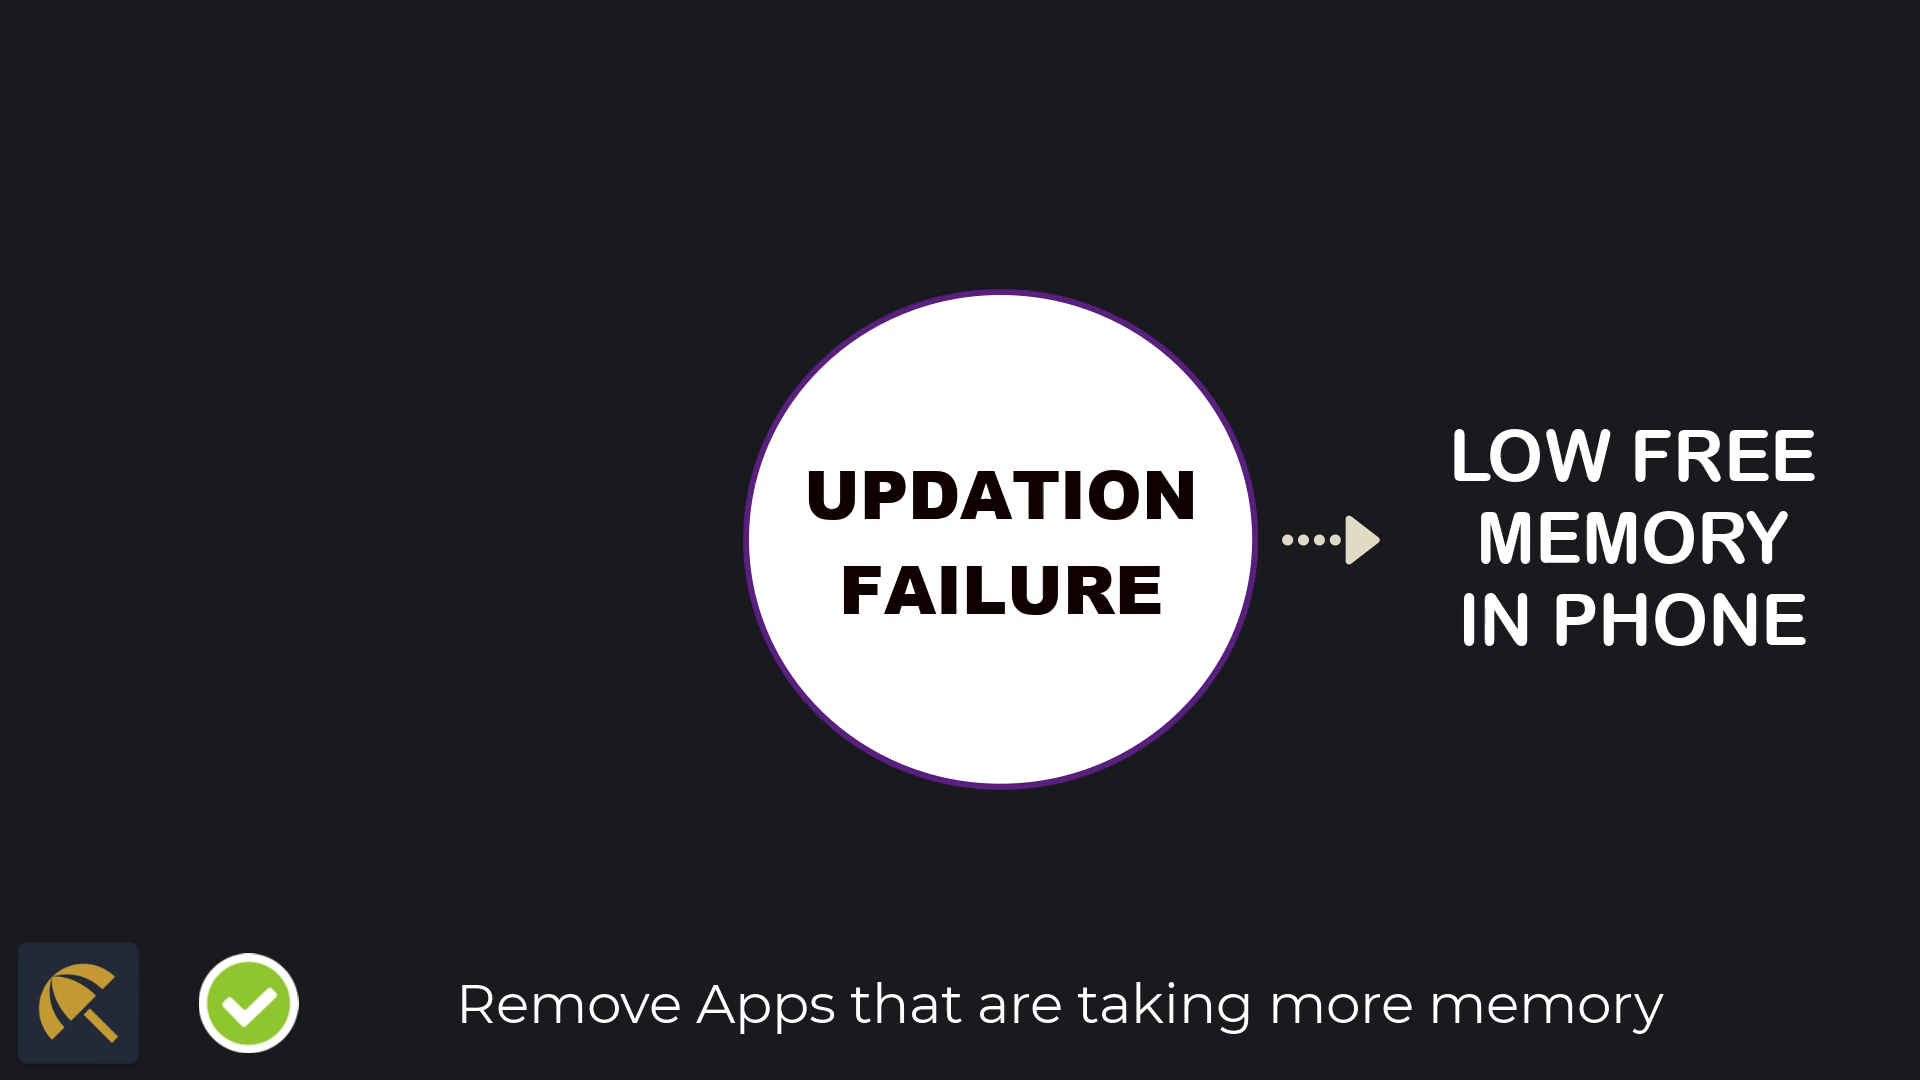 UPDATION
FAILURE
LOW FREE
MEMORY
IN PHONE
Remove Apps that are taking more memory